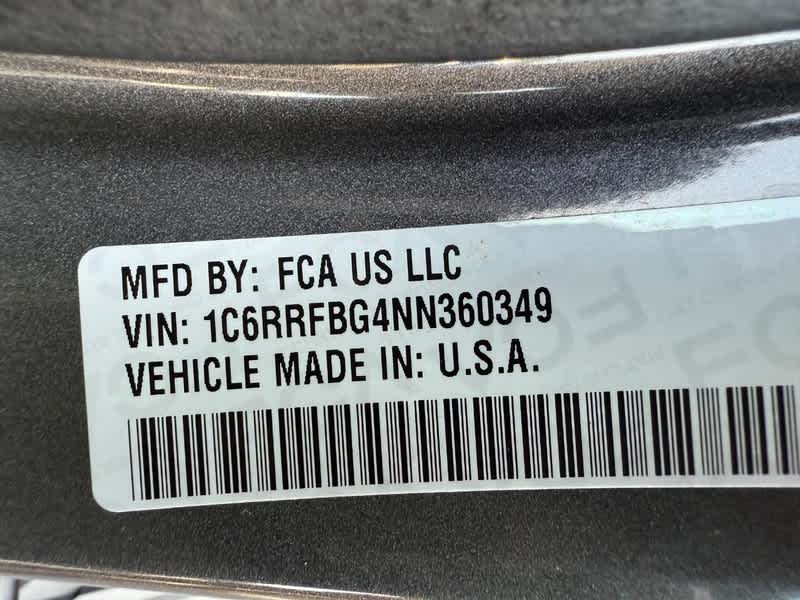 MFD BY: FCA US LLC
VIN: 1C6RRFBG4NN360349
VEHICLE MADE IN: U.S.A.